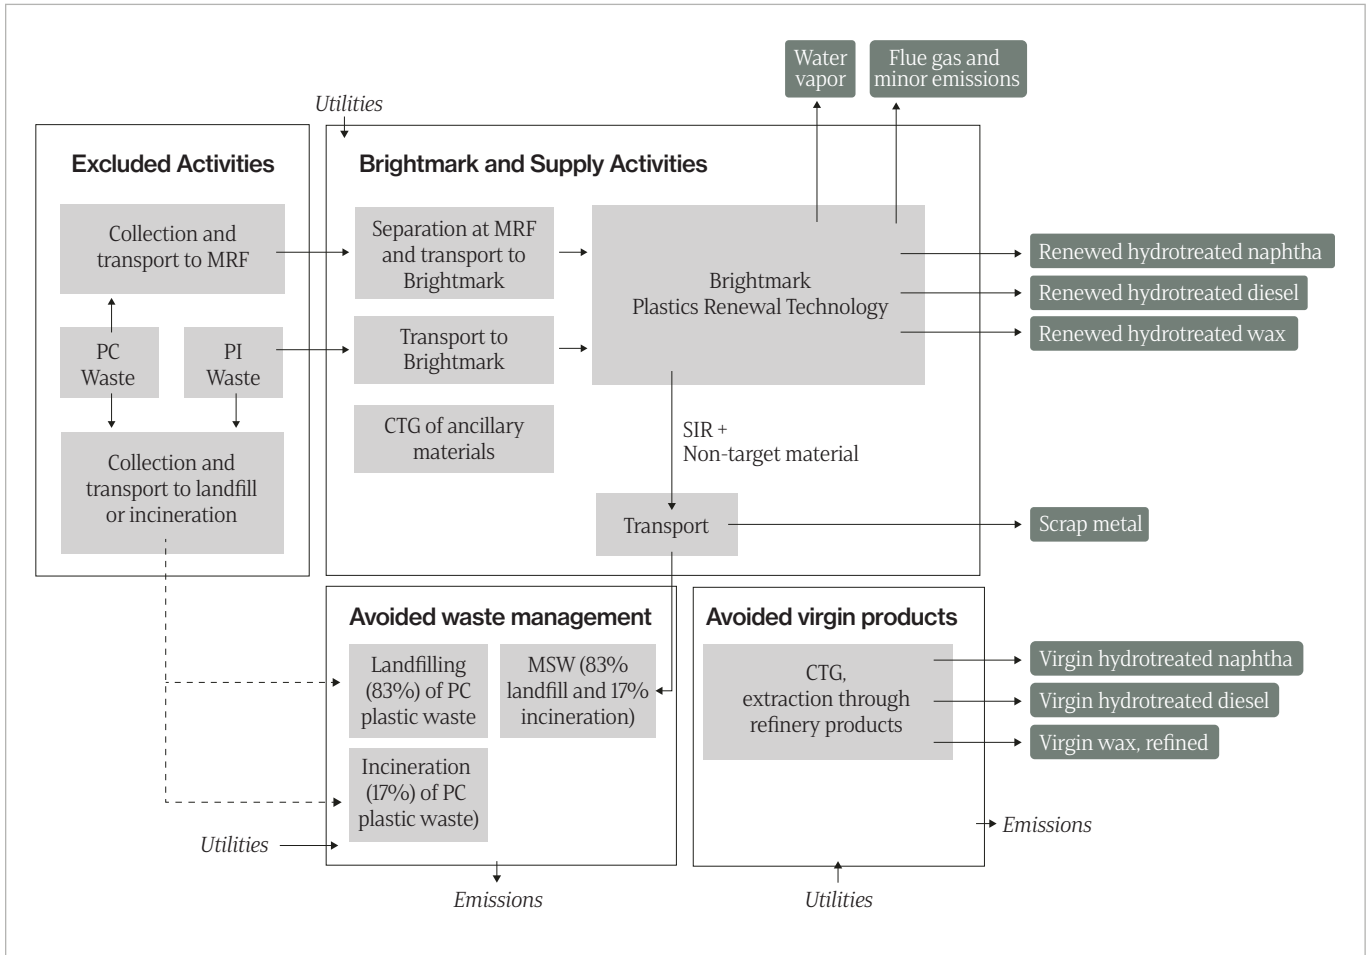 Water
vapor
Flue gas and
minor emissions
Utilities
Excluded Activities
Collection and
transport to MRF
PC
Waste
PI
Waste
Collection and
transport to landfill
or incineration
Brightmark and Supply Activities
Separation at MRF
and transport to
Brightmark
Transport to
Brightmark
CTG of ancillary
materials
Brightmark
Plastics Renewal Technology
SIR +
Non-target material
Transport
Renewed hydrotreated naphtha
Renewed hydrotreated diesel
Renewed hydrotreated wax
Scrap metal
Avoided waste management
Landfilling
(83%) of PC
plastic waste
MSW (83%
landfill and 17%
incineration)
Incineration
(17%) of PC
plastic waste)
Utilities
Emissions
Avoided virgin products
CTG,
extraction through
refinery products
Virgin hydrotreated naphtha
Virgin hydrotreated diesel
Virgin wax, refined
Emissions
Utilities